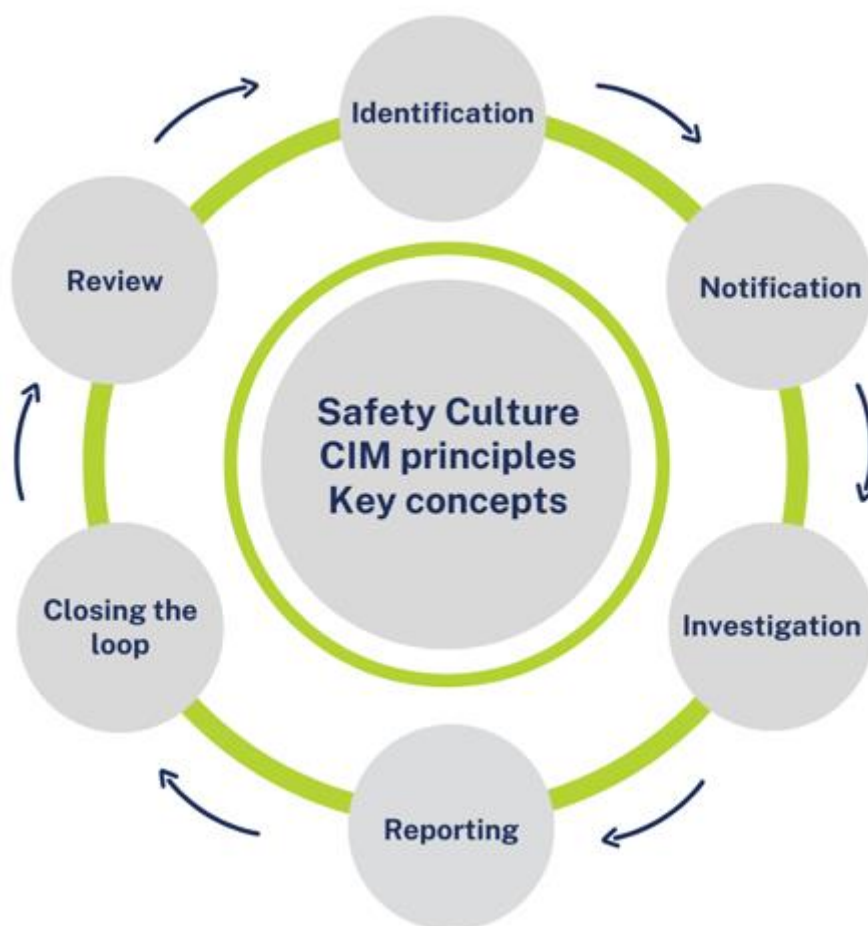 Identification
Notification
Investigation
Reporting
Closing the
loop
Review
Safety Culture
CIM principles
Key concepts